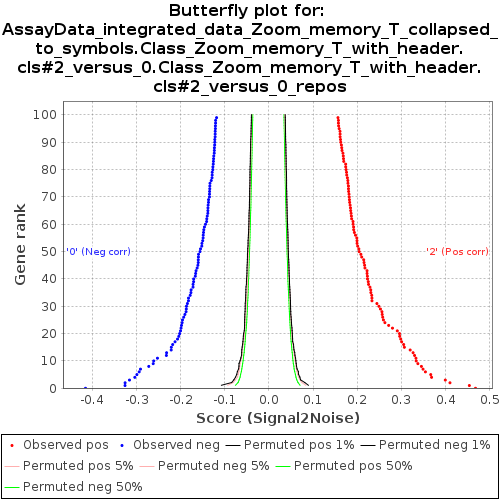 Butterfly plot for:
AssayData_integrated_data_Zoom_memory_T_collapsed_
to_symbols.Class_Zoom_memory_T_with_header.
cls#2_versus_0.Class_Zoom_memory_T_with_header.
cls#2_versus_0_repos
Gene rank
100
90
80
70
60
50
40
30
20
10
0
'0' (Neg corr)
'2' (Pos corr)
-0.4 -0.3 -0.2 -0.1 0.0 0.1 0.2 0.3 0.4 0.5
Score (Signal2Noise)
Observed pos Observed neg Permuted pos 1% Permuted neg 1%
Permuted pos 5% Permuted neg 5% Permuted pos 50%
Permuted neg 50%